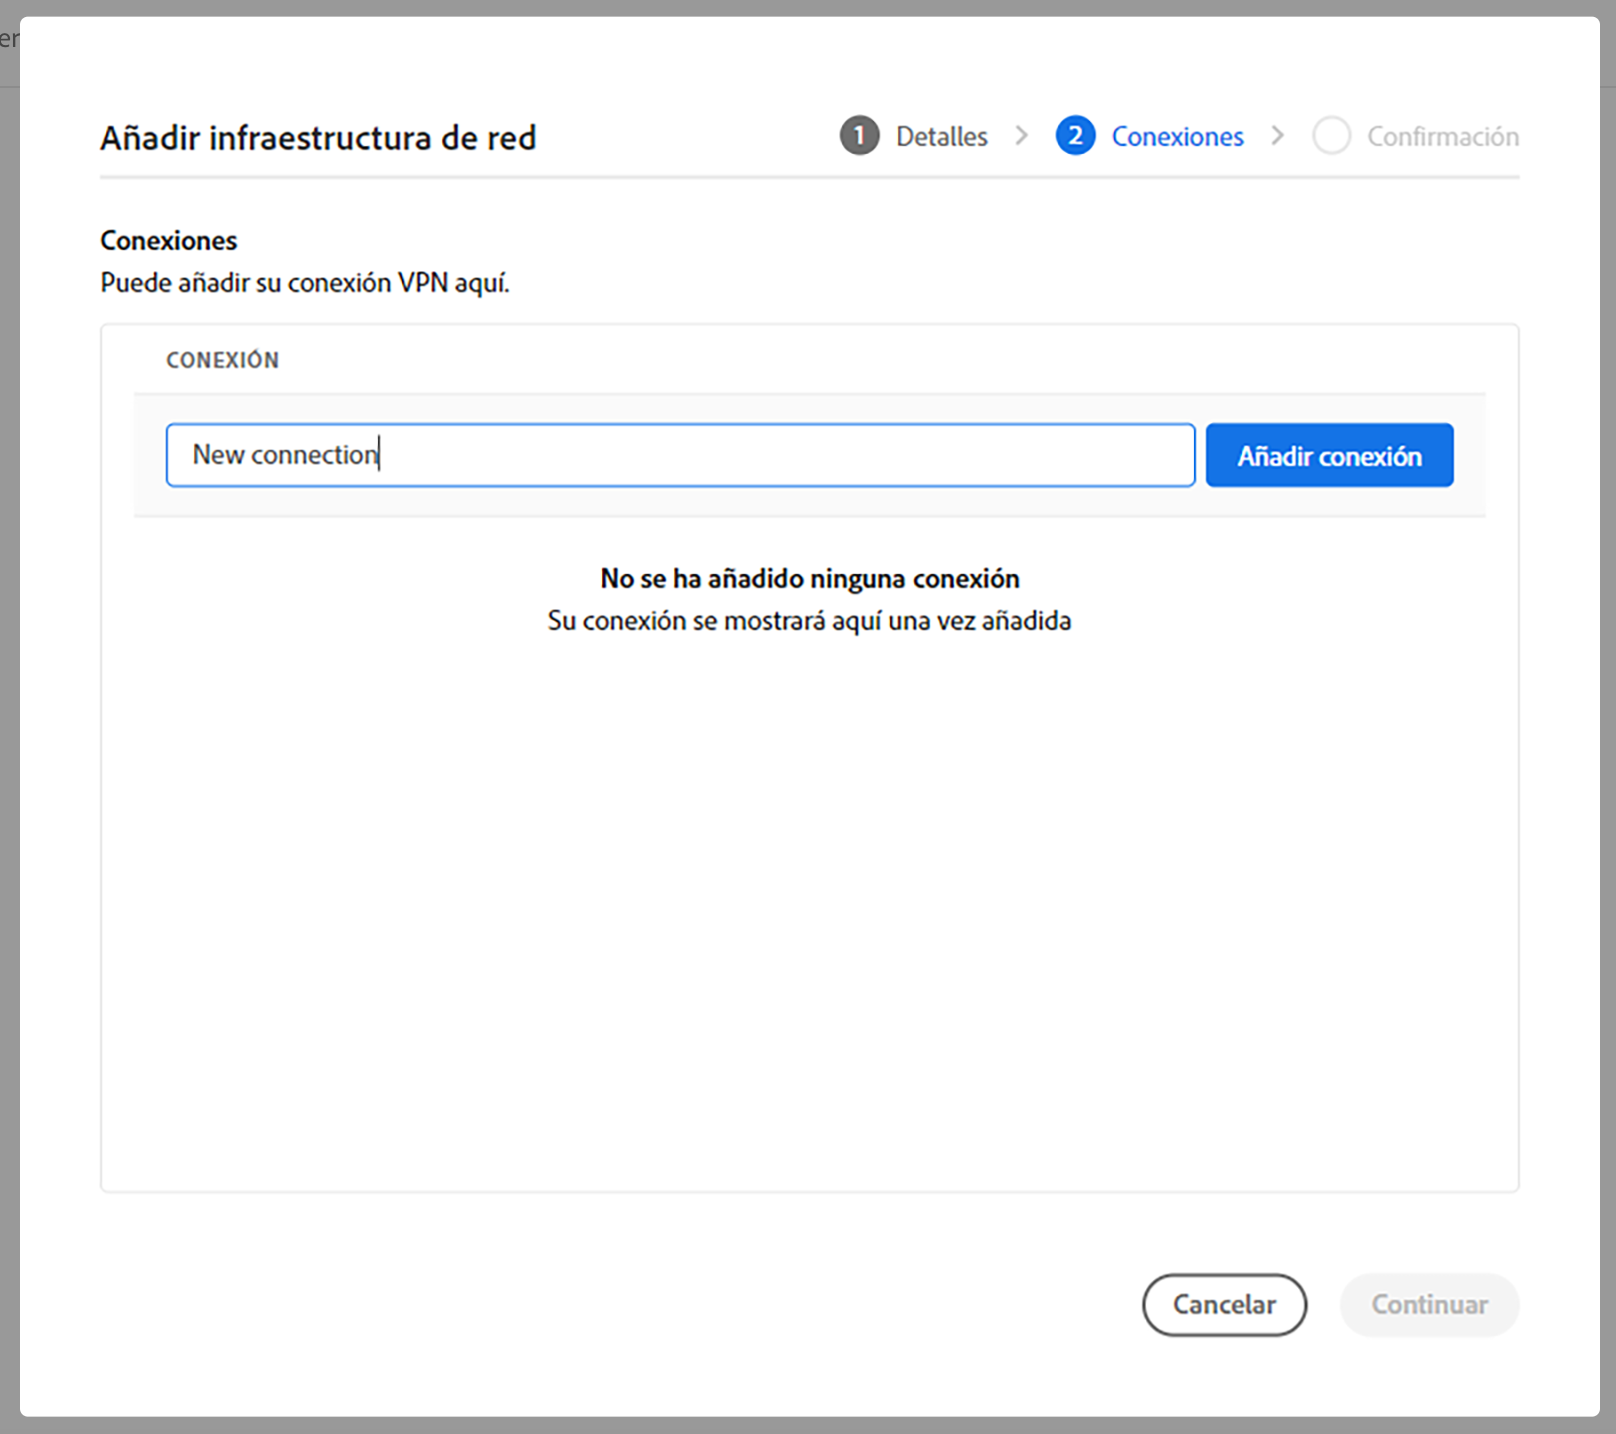 er
Añadir infraestructura de red
1 Detalles > 2 Conexiones > Confirmación
Conexiones
Puede añadir su conexión VPN aquí.
CONEXIÓN
New connection
Añadir conexión
No se ha añadido ninguna conexión
Su conexión se mostrará aquí una vez añadida
Cancelar
Continuar